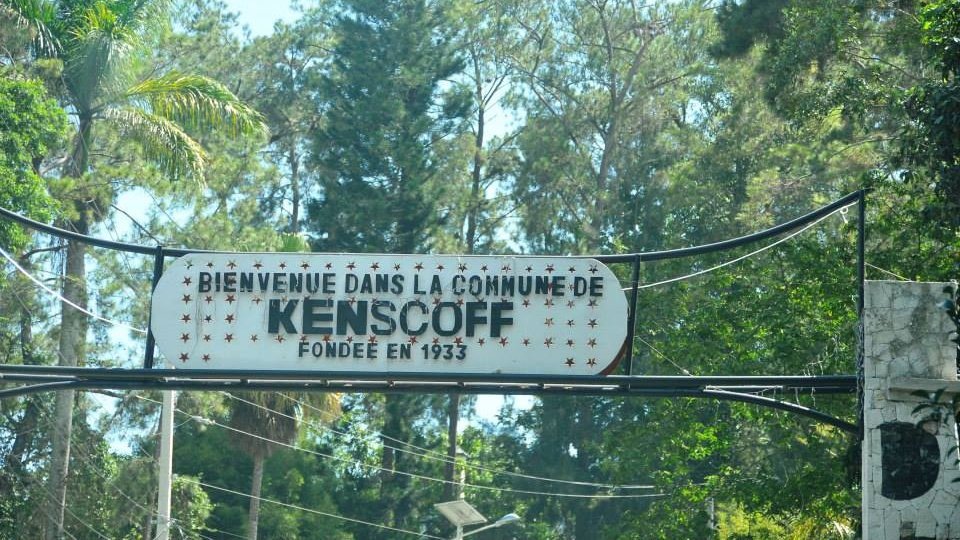 BIENVENUE DANS LA COMMUNE DE
KENSCOFF
FONDEE EN 1933